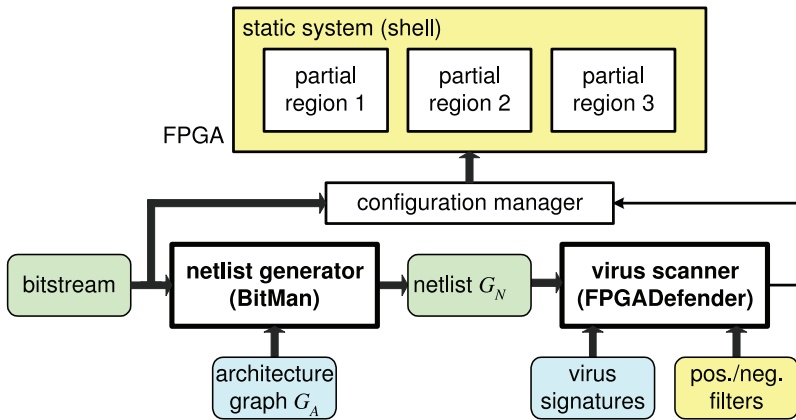 static system (shell)
partial
region 1
partial
region 2
partial
region 3
FPGA
configuration manager
bitstream
netlist generator
(BitMan)
netlist G_N
virus scanner
(FPGADefender)
architecture
graph G_A
virus
signatures
pos./neg.
filters